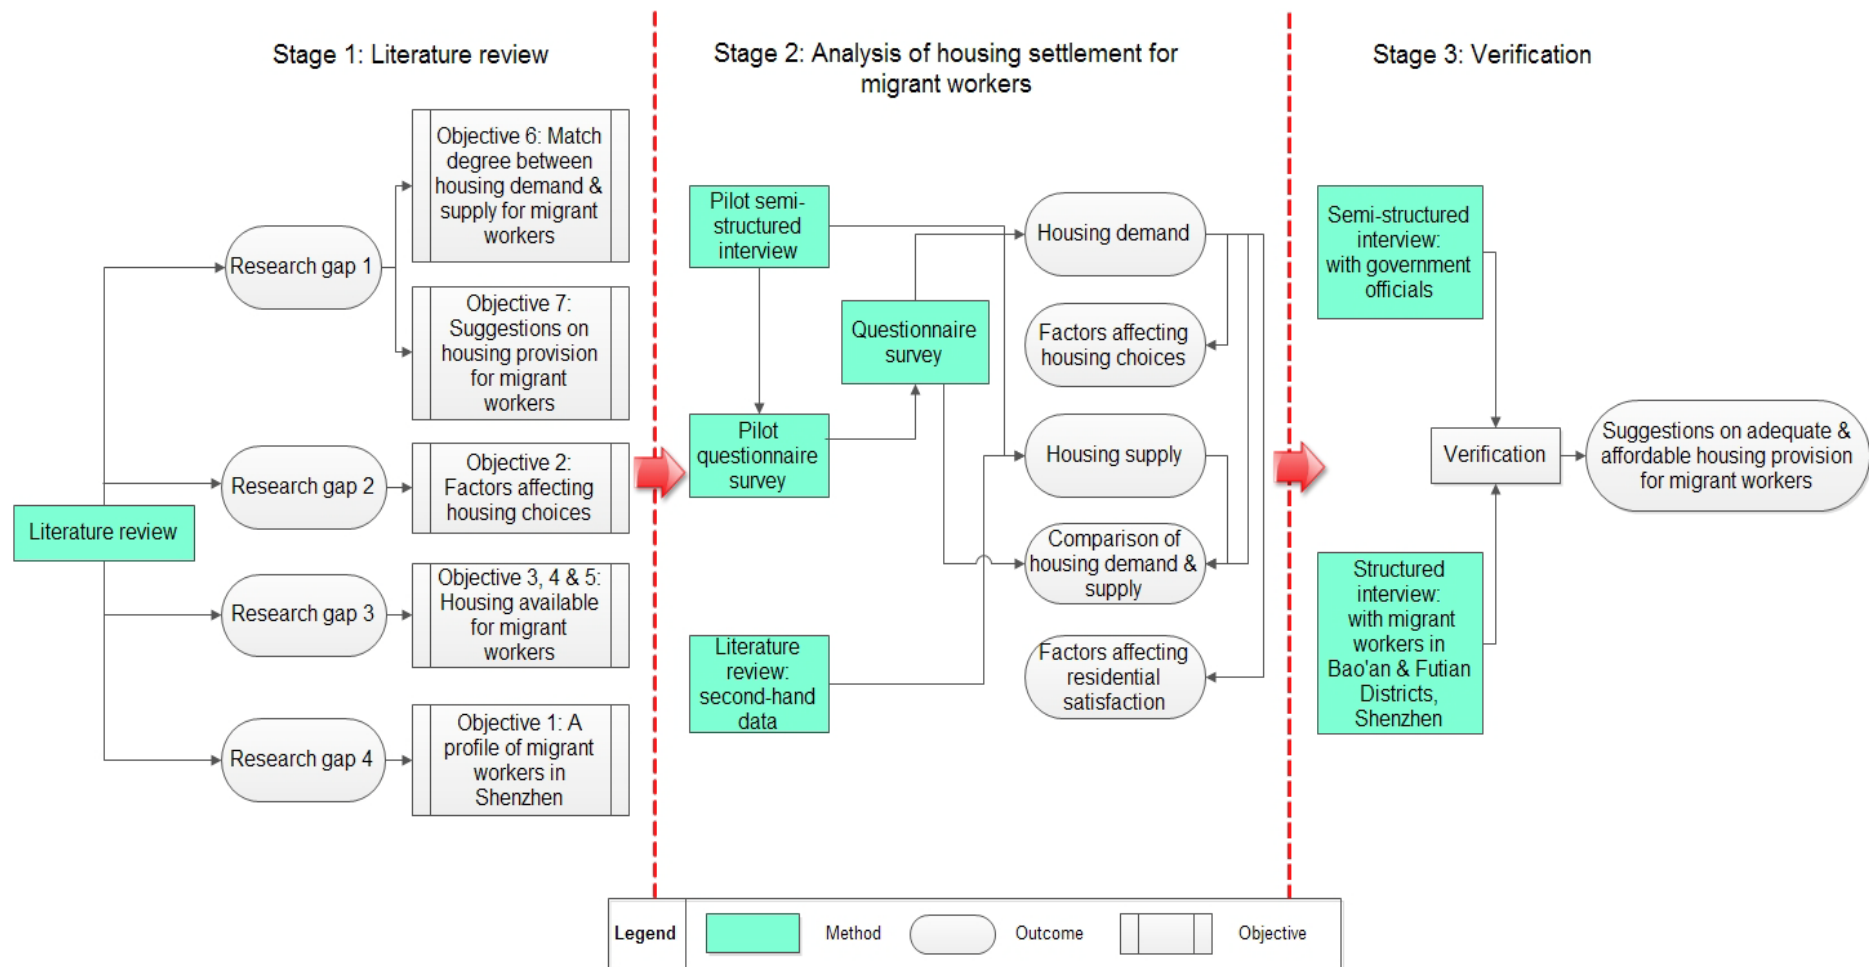 Stage 1: Literature review
Objective 6: Match
degree between
housing demand &
supply for migrant
workers
Research gap 1
Objective 7:
Suggestions on
housing provision
for migrant
workers
Research gap 2
Objective 2:
Factors affecting
housing choices
Literature review
Research gap 3
Objective 3, 4 & 5:
Housing available
for migrant
workers
Research gap 4
Objective 1: A
profile of migrant
workers in
Shenzhen
Stage 2: Analysis of housing settlement for
migrant workers
Pilot semi-
structured
interview
Pilot
questionnaire
survey
Literature
review:
second-hand
data
Questionnaire
survey
Housing demand
Factors affecting
housing choices
Housing supply
Comparison of
housing demand &
supply
Factors affecting
residential
satisfaction
Stage 3: Verification
Semi-structured
interview:
with government
officials
Structured
interview:
with migrant
workers in
Bao'an & Futian
Districts,
Shenzhen
Verification
Suggestions on adequate &
affordable housing provision
for migrant workers
Legend
Method
Outcome
Objective